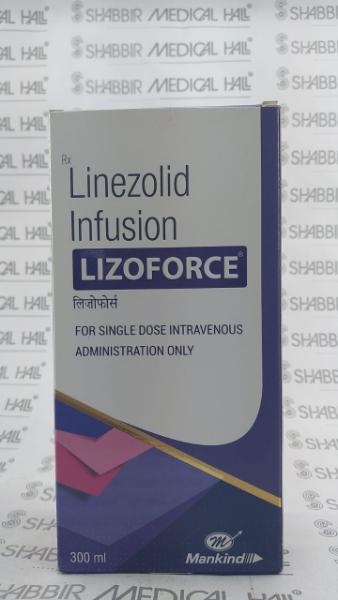 SHABBIR MEDICAL HALL®
Rx
Linezolid
Infusion
LIZOFORCE®
लिज़ोफोर्स
FOR SINGLE DOSE INTRAVENOUS
ADMINISTRATION ONLY
300 ml
m
Mankind